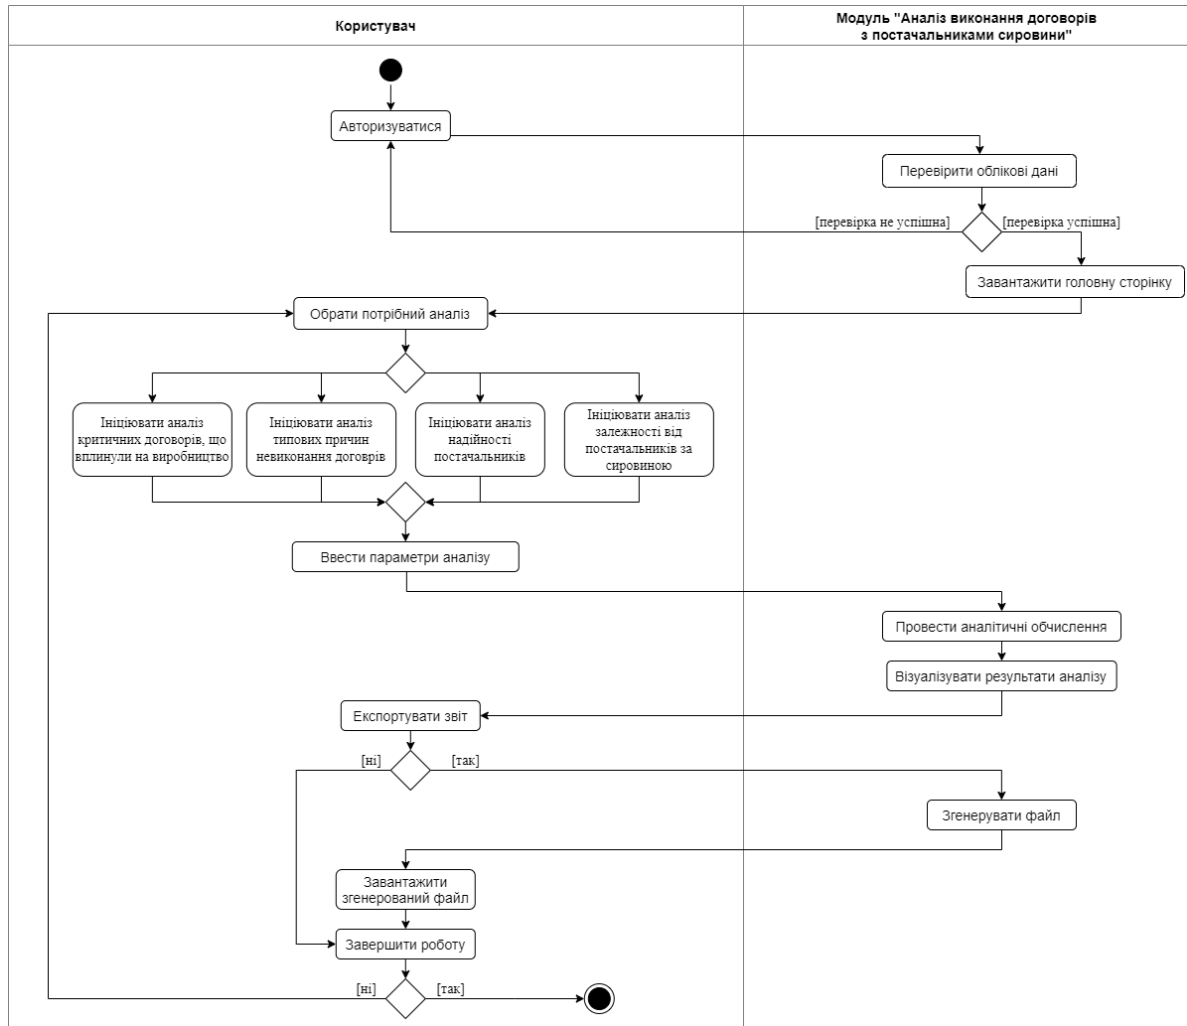 Користувач
Модуль "Аналіз виконання договорів
з постачальниками сировини"
Авторизуватися
Перевірити облікові дані
[перевірка не успішна]
[перевірка успішна]
Завантажити головну сторінку
Обрати потрібний аналіз
Ініціювати аналіз
критичних договорів, що
вплинули на виробництво
Ініціювати аналіз
типових причин
невиконання договрів
Ініціювати аналіз
надійності
постачальників
Ініціювати аналіз
залежності від
постачальників за
сировиною
Ввести параметри аналізу
Провести аналітичні обчислення
Візуалізувати результати аналізу
Експортувати звіт
[ні]
[так]
Згенерувати файл
Завантажити
згенерований файл
Завершити роботу
[ні]
[так]